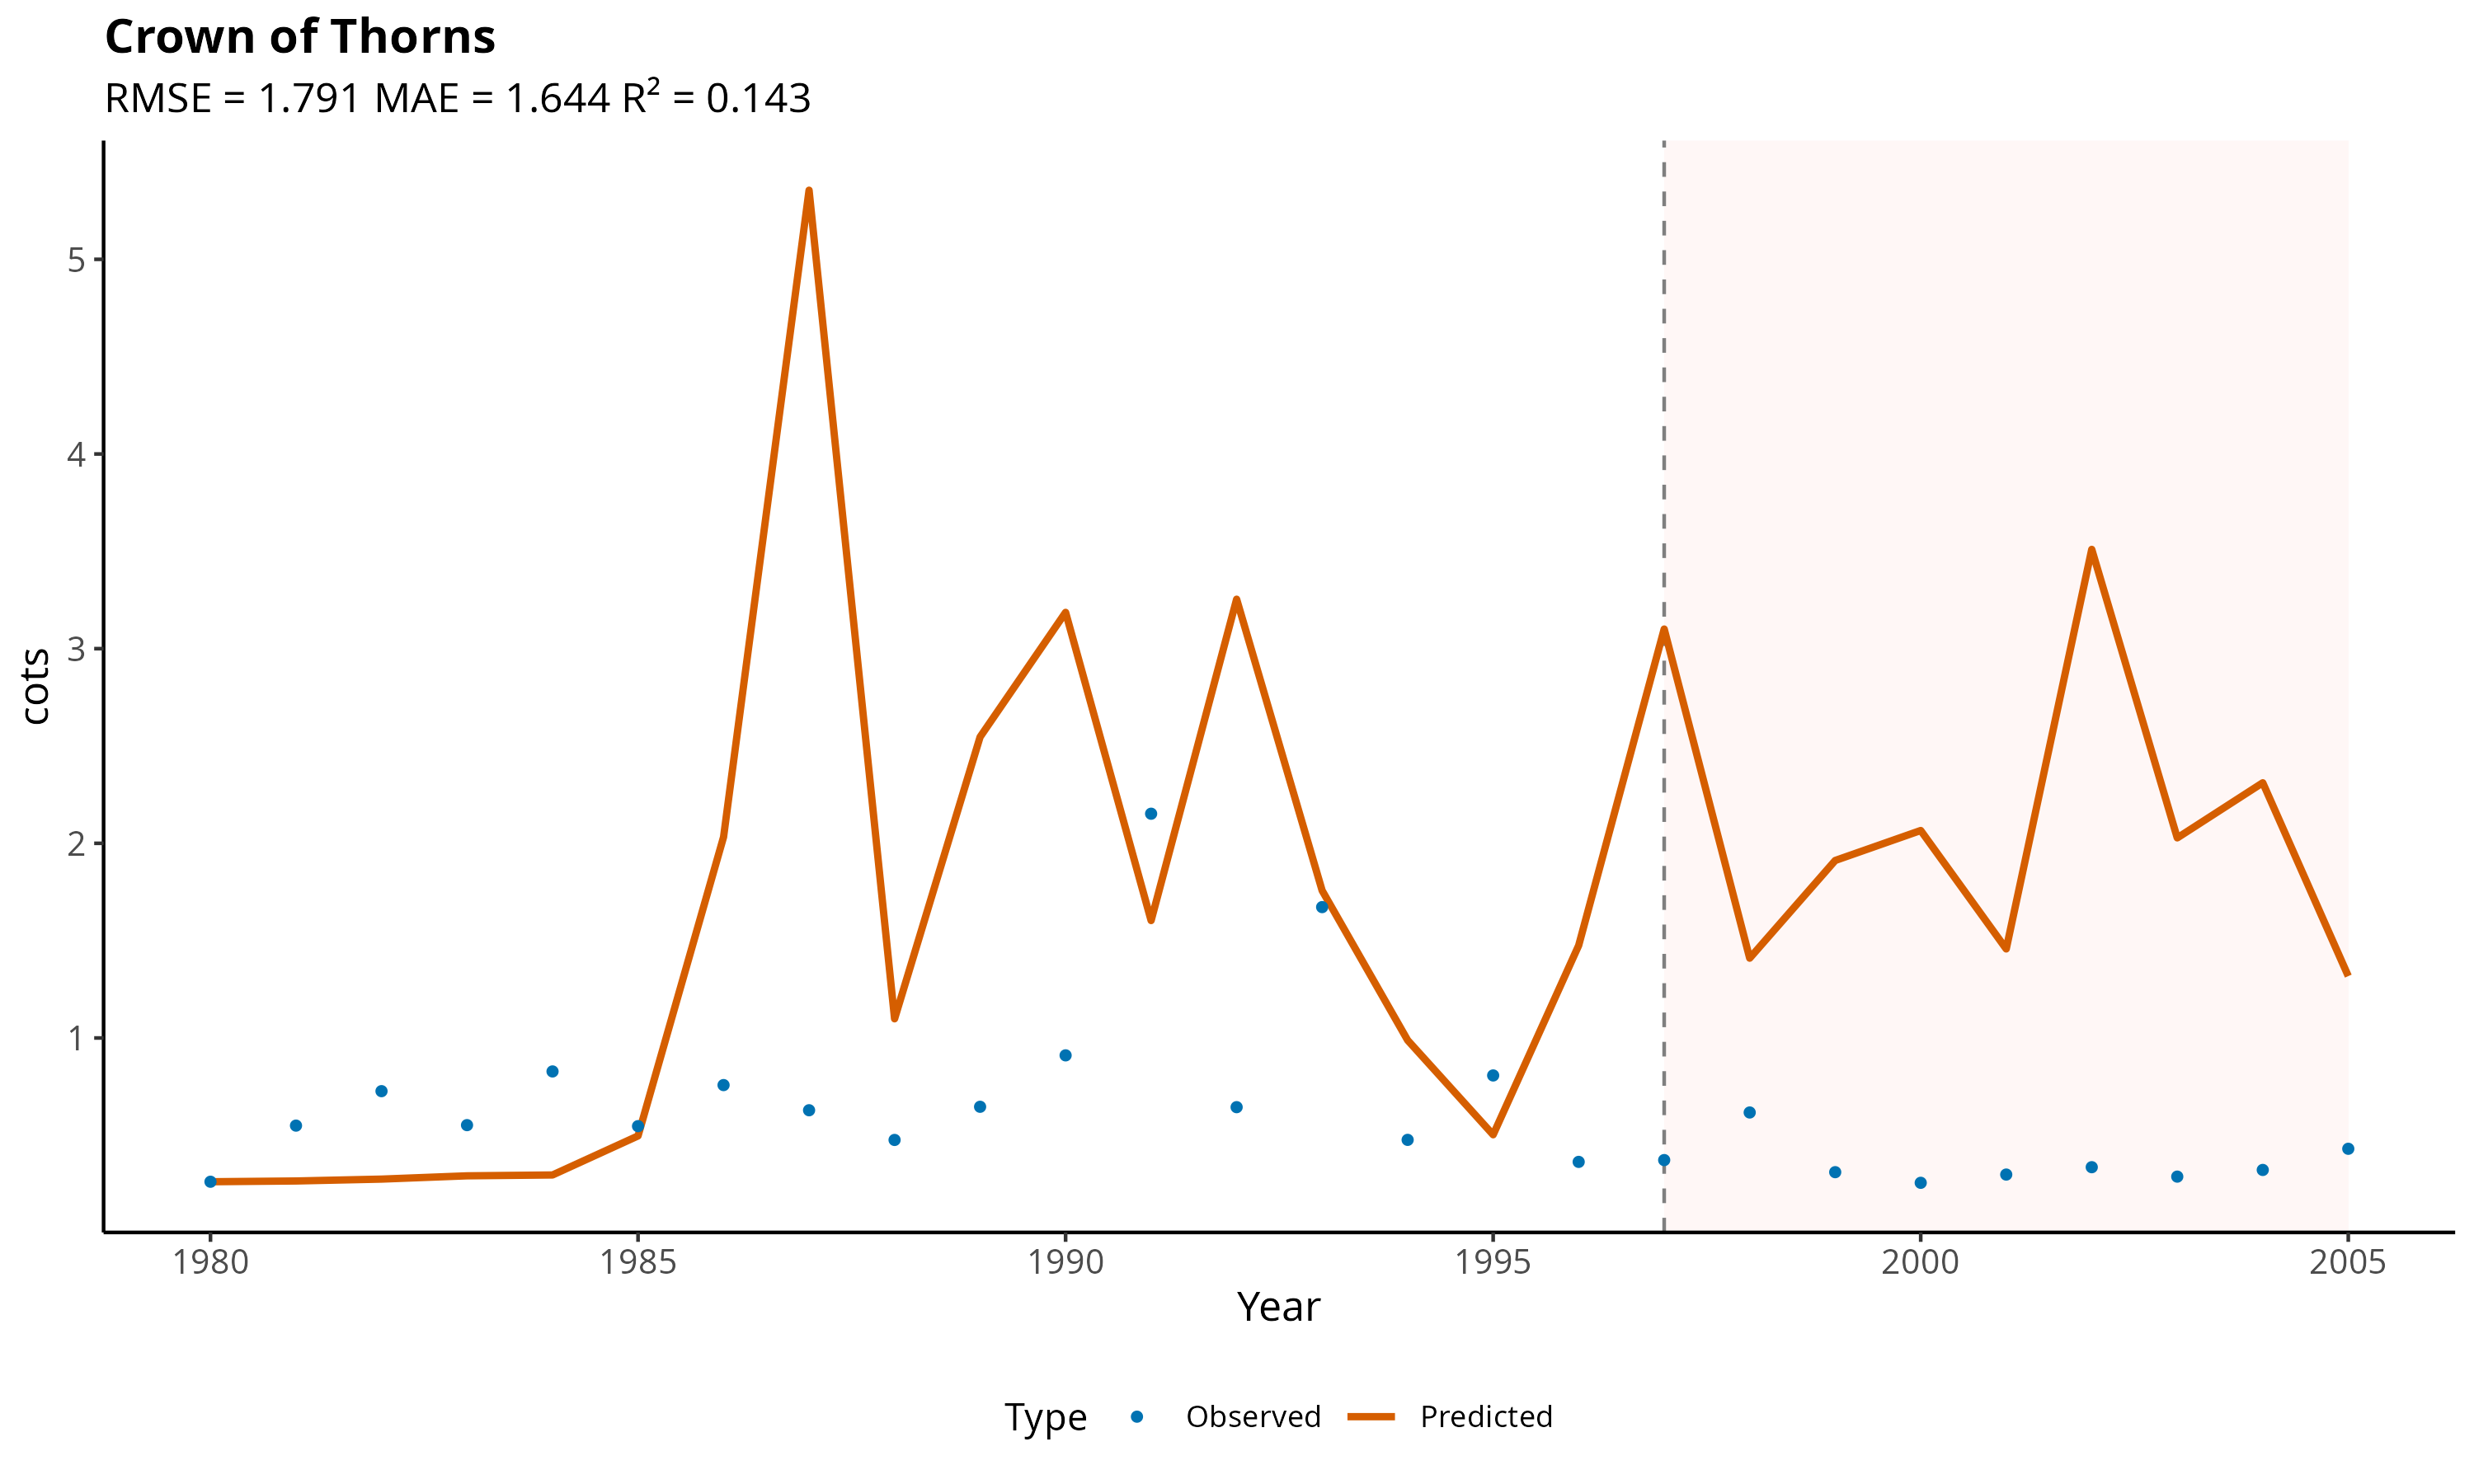 Crown of Thorns
RMSE = 1.791 MAE = 1.644 R² = 0.143
cots
5
4
3
2
1
1980 1985 1990 1995 2000 2005
Year
Type Observed Predicted